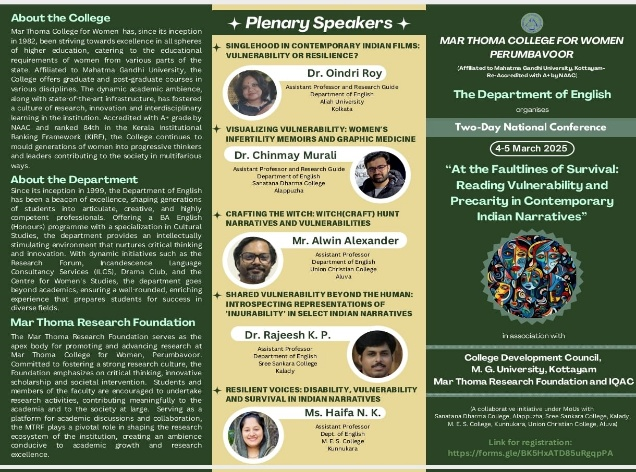 About the College
Mar Thoma College for Women has, since its inception
in 1982, been striving towards excellence in all spheres
of higher education, catering to the educational
requirements of women from various parts of the
state. Affiliated to Mahatma Gandhi University, the
College offers graduate and post-graduate courses in
various disciplines. The dynamic academic ambience,
along with state-of-the-art infrastructure, has fostered
a culture of research, innovation and interdisciplinary
learning in the institution. Accredited with A+ grade by
NAAC and ranked 84th in the Kerala Institutional
Ranking Framework (KIRF), the College continues to
mould generations of women into progressive thinkers
and leaders contributing to the society in multifarious
ways.
About the Department
Since its inception in 1999, the Department of English
has been a beacon of excellence, shaping generations
of students into articulate, creative, and highly
competent professionals. Offering a BA English
(Honours) programme with a specialization in Cultural
Studies, the department provides an intellectually
stimulating environment that nurtures critical thinking
and innovation. With dynamic initiatives such as the
Research Forum, Incandescence Language
Consultancy Services (ILCS), Drama Club, and the
Centre for Women's Studies, the department goes
beyond academics, ensuring a well-rounded, enriching
experience that prepares students for success in
diverse fields.
Mar Thoma Research Foundation
The Mar Thoma Research Foundation serves as the
apex body for promoting and advancing research at
Mar Thoma College for Women, Perumbavoor.
Committed to fostering a strong research culture, the
Foundation emphasizes on critical thinking, innovative
scholarship and societal intervention. Students and
members of the faculty are encouraged to undertake
research activities, contributing meaningfully to the
academia and to the society at large. Serving as a
platform for academic discussions and collaboration,
the MTRF plays a pivotal role in shaping the research
ecosystem of the institution, creating an ambience
conducive to academic growth and research
excellence.
Plenary Speakers
SINGLEHOOD IN CONTEMPORARY INDIAN FILMS:
VULNERABILITY OR RESILIENCE?
Dr. Oindri Roy
Assistant Professor and Research Guide
Department of English
Aliah University
Kolkata
VISUALIZING VULNERABILITY: WOMEN'S
INFERTILITY MEMOIRS AND GRAPHIC MEDICINE
Dr. Chinmay Murali
Assistant Professor and Research Guide
Department of English
Sanatana Dharma College
Alappuzha
CRAFTING THE WITCH: WITCH(CRAFT) HUNT
NARRATIVES AND VULNERABILITIES
Mr. Alwin Alexander
Assistant Professor
Department of English
Union Christian College
Aluva
SHARED VULNERABILITY BEYOND THE HUMAN:
INTROSPECTING REPRESENTATIONS OF
'INJURABILITY' IN SELECT INDIAN NARRATIVES
Dr. Rajeesh K. P.
Assistant Professor
Department of English
Sree Sankara College
Kalady
RESILIENT VOICES: DISABILITY, VULNERABILITY
AND SURVIVAL IN INDIAN NARRATIVES
Ms. Haifa N. K.
Assistant Professor
Dept. of English
M. E. S. College
Kunnukara
MAR THOMA COLLEGE FOR WOMEN
PERUMBAVOOR
(Affiliated to Mahatma Gandhi University, Kottayam-
Re-Accredited with A+ by NAAC)
The Department of English
organises
Two-Day National Conference
4-5 March 2025
“At the Faultlines of Survival:
Reading Vulnerability and
Precarity in Contemporary
Indian Narratives”
in association with
College Development Council,
M. G. University, Kottayam
Mar Thoma Research Foundation and IQAC
(A collaborative initiative under MoUs with
Sanatana Dharma College, Alappuzha, Sree Sankara College, Kalady
M. E. S. College, Kunnukara, Union Christian College, Aluva)
Link for registration:
https://forms.gle/BK5HxATD85uRgqpPA